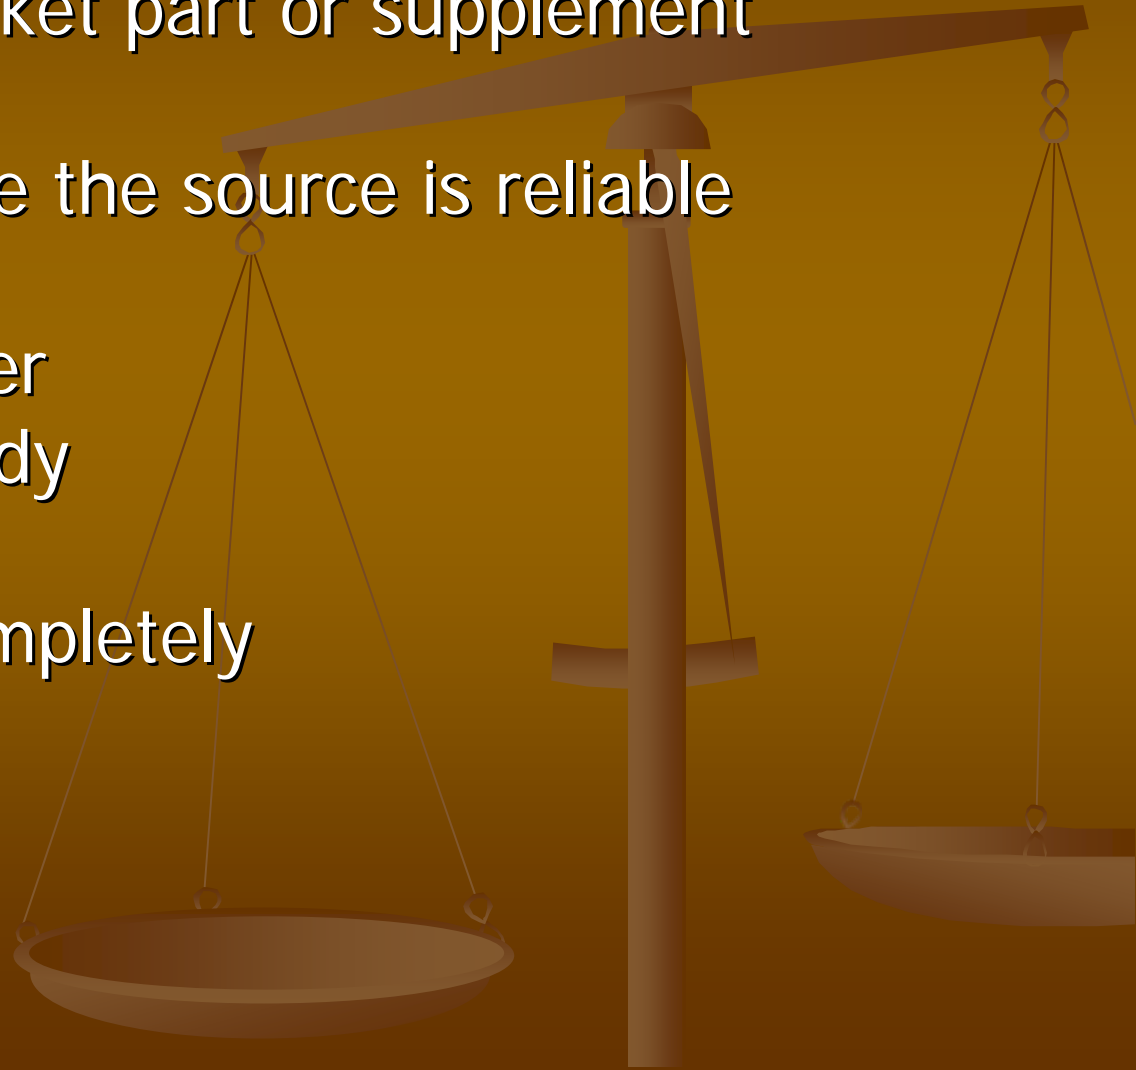 ket part or supplement
e the source is reliable
er
dy
mpletely